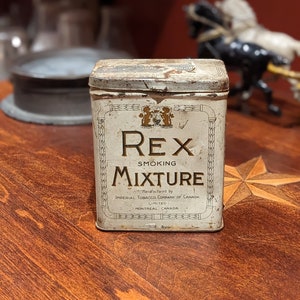 REX
SMOKING
MIXTURE
Manufactured by
IMPERIAL TOBACCO COMPANY OF CANADA
LIMITED
MONTREAL, CANADA